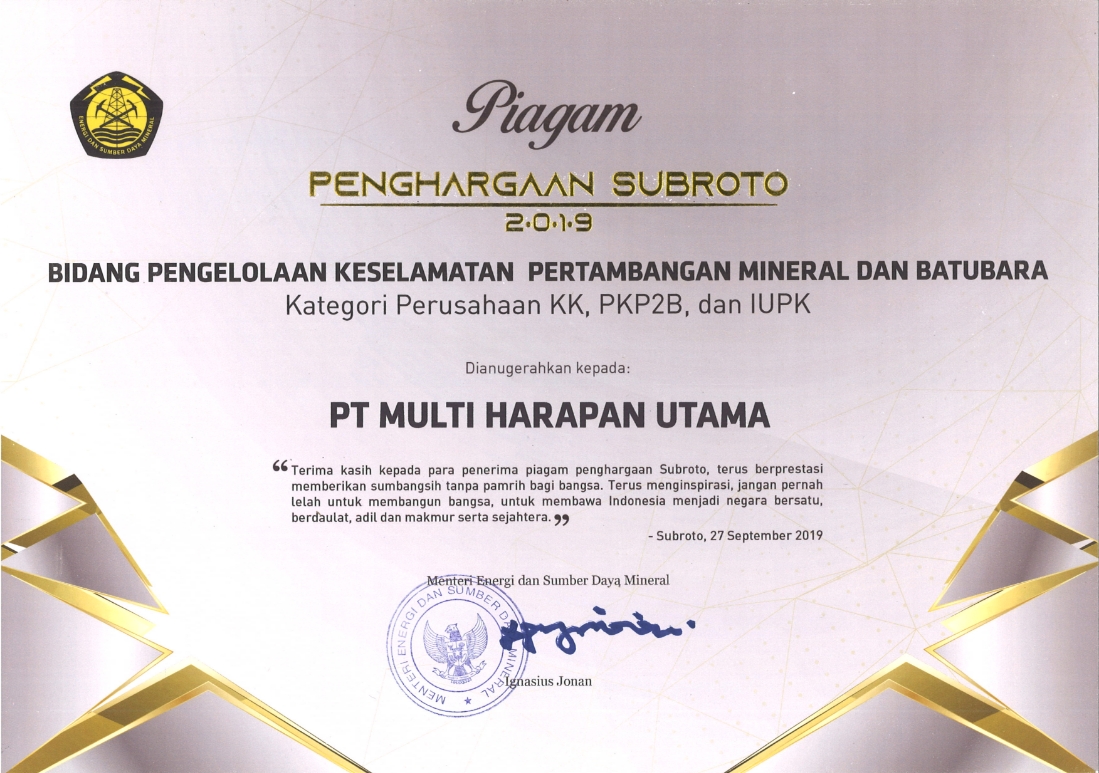 ENERGI DAN SUMBER DAYA MINERAL
Piagam
PENGHARGAAN SUBROTO
2•0•1•9
BIDANG PENGELOLAAN KESELAMATAN PERTAMBANGAN MINERAL DAN BATUBARA
Kategori Perusahaan KK, PKP2B, dan IUPK
Dianugerahkan kepada:
PT MULTI HARAPAN UTAMA
“Terima kasih kepada para penerima piagam penghargaan Subroto, terus berprestasi
memberikan sumbangsih tanpa pamrih bagi bangsa. Terus menginspirasi, jangan pernah
lelah untuk membangun bangsa, untuk membawa Indonesia menjadi negara bersatu,
berdaulat, adil dan makmur serta sejahtera.”
- Subroto, 27 September 2019
Menteri Energi dan Sumber Daya Mineral
MENTERI ENERGI DAN SUMBER DAYA MINERAL
Ignasius Jonan